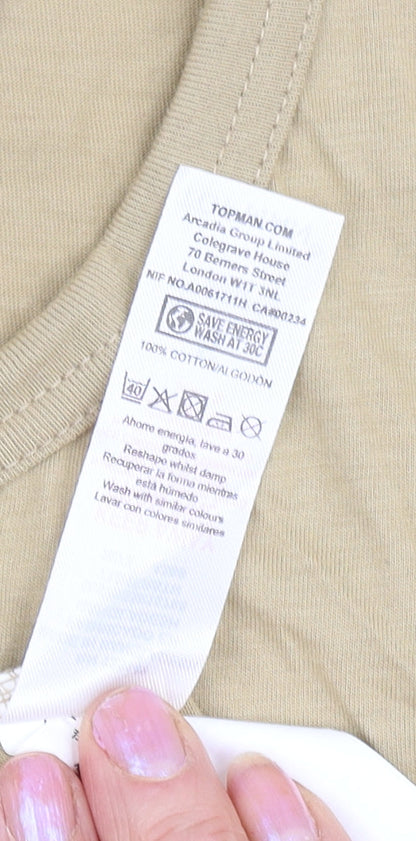 TOPMAN.COM
Arcadia Group Limited
Colegrave House
70 Berners Street
London W1T 3NL
NIF NO.A0061711H CA#00234
SAVE ENERGY
WASH AT 30C
100% COTTON/ALGODÓN
40
Ahorre energia, lave a 30
grados
Reshape whilst damp
Recuperar la forma mientras
está húmedo
Wash with similar colours
Lavar con colores similares